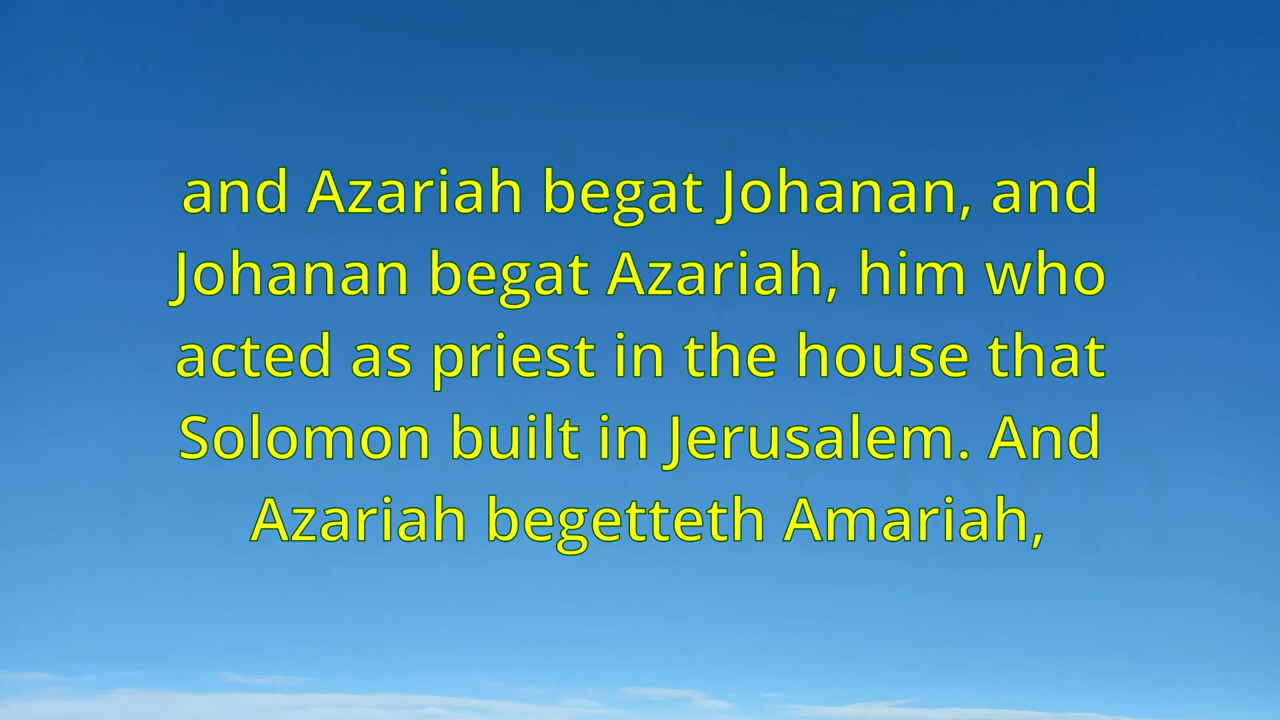 and Azariah begat Johanan, and
Johanan begat Azariah, him who
acted as priest in the house that
Solomon built in Jerusalem. And
Azariah begetteth Amariah,